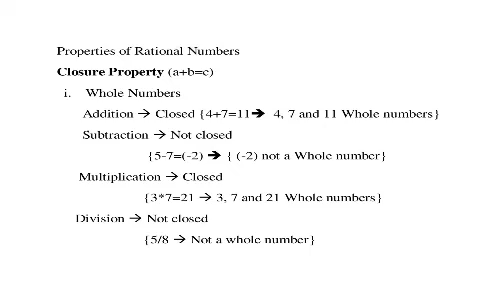 Properties of Rational Numbers
Closure Property (a+b=c)
i. Whole Numbers
Addition → Closed {4+7=11➔ 4, 7 and 11 Whole numbers}
Subtraction → Not closed
{5-7=(-2) ➔ { (-2) not a Whole number}
Multiplication → Closed
{3*7=21 → 3, 7 and 21 Whole numbers}
Division → Not closed
{5/8 → Not a whole number}